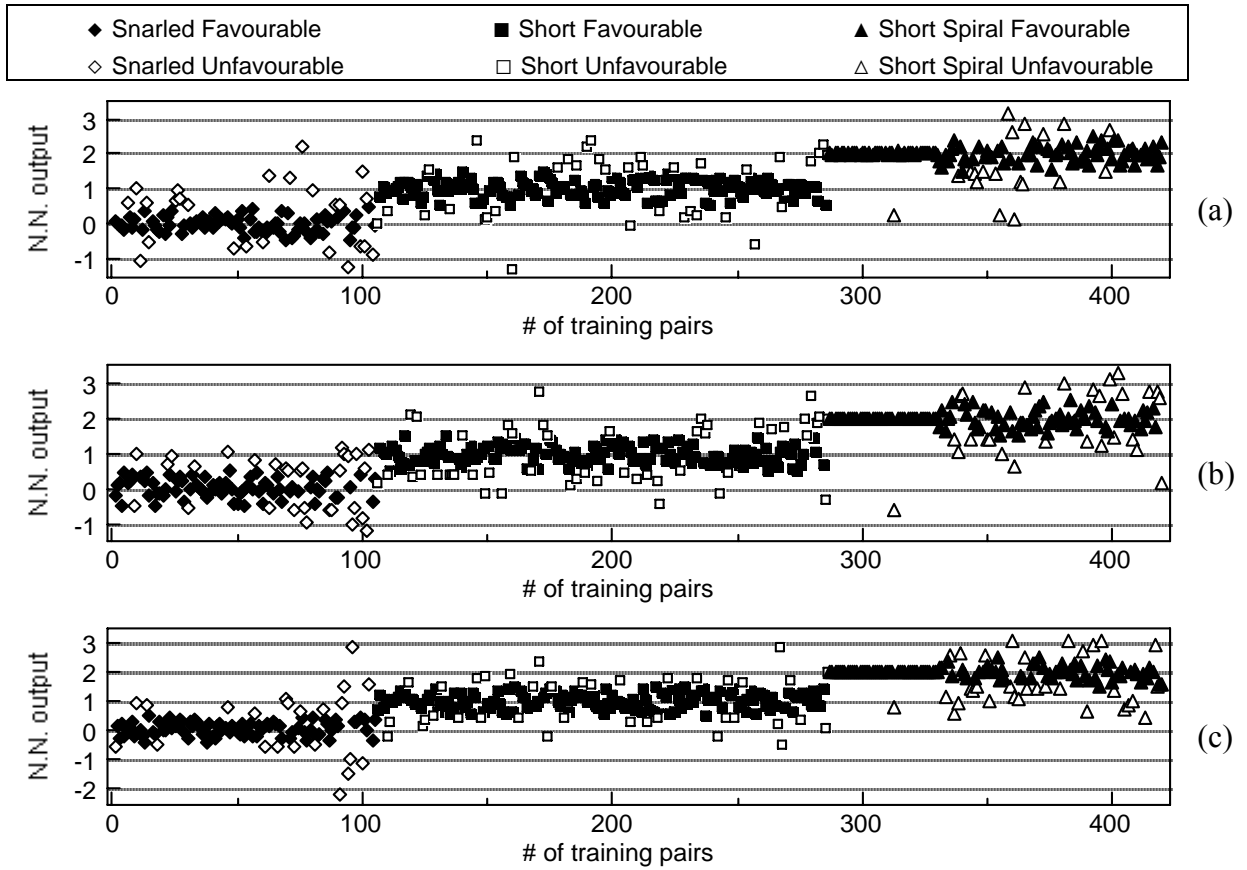 Snarled Favourable Short Favourable Short Spiral Favourable
Snarled Unfavourable Short Unfavourable Short Spiral Unfavourable
N.N. output
3
2
1
0
-1
0 100 200 300 400
# of training pairs
(a)
N.N. output
3
2
1
0
-1
0 100 200 300 400
# of training pairs
(b)
N.N. output
3
2
1
0
-1
-2
0 100 200 300 400
# of training pairs
(c)